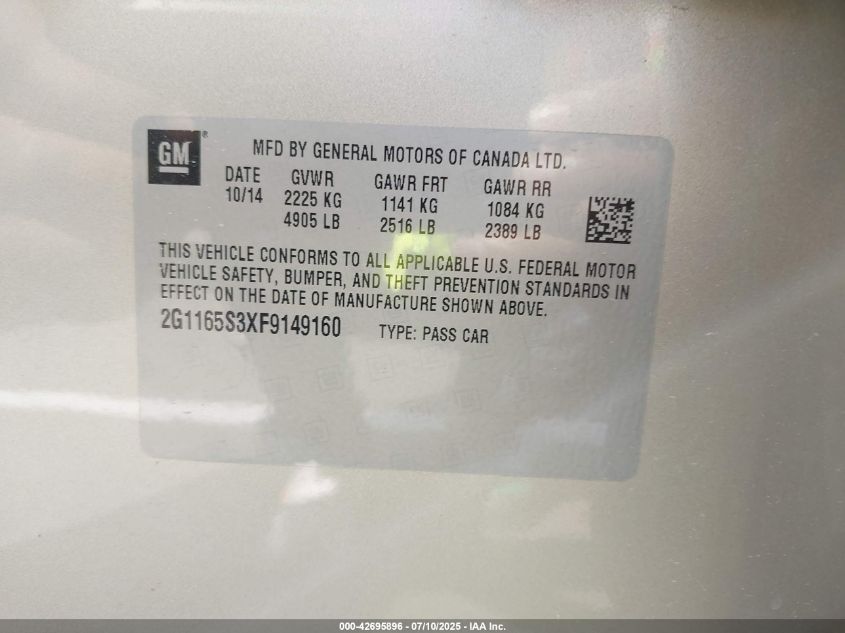 GM®
MFD BY GENERAL MOTORS OF CANADA LTD.
DATE GVWR GAWR FRT GAWR RR
10/14 2225 KG 1141 KG 1084 KG
4905 LB 2516 LB 2389 LB
THIS VEHICLE CONFORMS TO ALL APPLICABLE U.S. FEDERAL MOTOR
VEHICLE SAFETY, BUMPER, AND THEFT PREVENTION STANDARDS IN
EFFECT ON THE DATE OF MANUFACTURE SHOWN ABOVE.
2G1165S3XF9149160 TYPE: PASS CAR
000-42695896 - 07/10/2025 - IAA Inc.